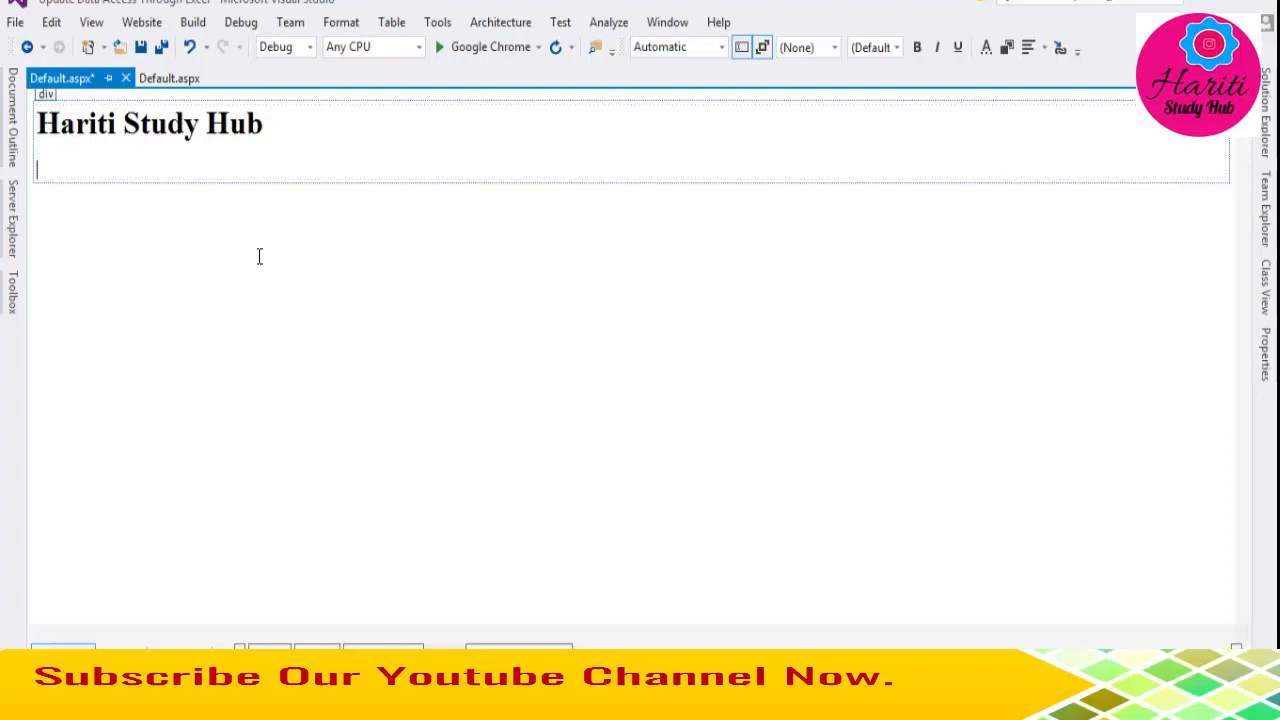 Update Data Access Through Excel - Microsoft Visual Studio
File Edit View Website Build Debug Team Format Table Tools Architecture Test Analyze Window Help
Debug Any CPU Google Chrome Automatic (None) (Default B I U A
Default.aspx* Default.aspx
div
Hariti Study Hub
Document Outline
Server Explorer
Toolbox
Solution Explorer
Team Explorer
Class View
Properties
Hariti
Study Hub
Subscribe Our Youtube Channel Now.